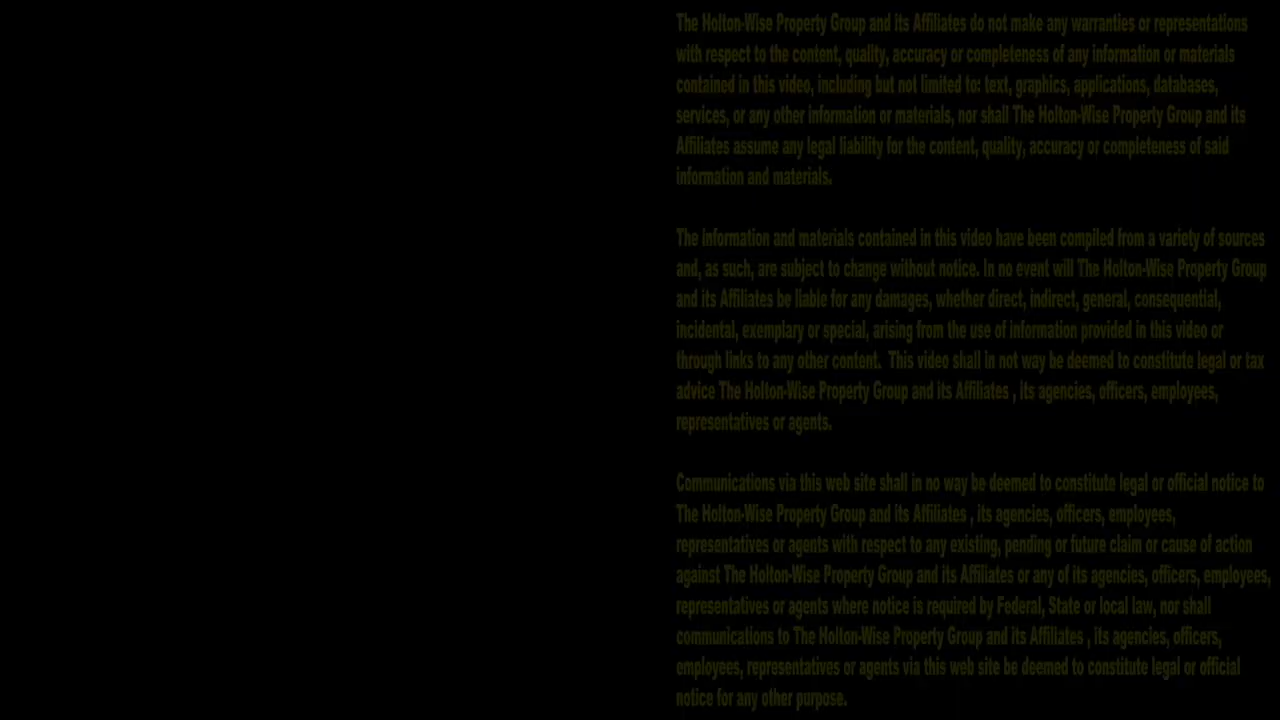 The Holton-Wise Property Group and its Affiliates do not make any warranties or representations
with respect to the content, quality, accuracy or completeness of any information or materials
contained in this video, including but not limited to: text, graphics, applications, databases,
services, or any other information or materials, nor shall The Holton-Wise Property Group and its
Affiliates assume any legal liability for the content, quality, accuracy or completeness of said
information and materials.
The information and materials contained in this video have been compiled from a variety of sources
and, as such, are subject to change without notice. In no event will The Holton-Wise Property Group
and its Affiliates be liable for any damages, whether direct, indirect, general, consequential,
incidental, exemplary or special, arising from the use of information provided in this video or
through links to any other content.  This video shall in not way be deemed to constitute legal or tax
advice The Holton-Wise Property Group and its Affiliates , its agencies, officers, employees,
representatives or agents.
Communications via this web site shall in no way be deemed to constitute legal or official notice to
The Holton-Wise Property Group and its Affiliates , its agencies, officers, employees,
representatives or agents with respect to any existing, pending or future claim or cause of action
against The Holton-Wise Property Group and its Affiliates or any of its agencies, officers, employees,
representatives or agents where notice is required by Federal, State or local law, nor shall
communications to The Holton-Wise Property Group and its Affiliates , its agencies, officers,
employees, representatives or agents via this web site be deemed to constitute legal or official
notice for any other purpose.